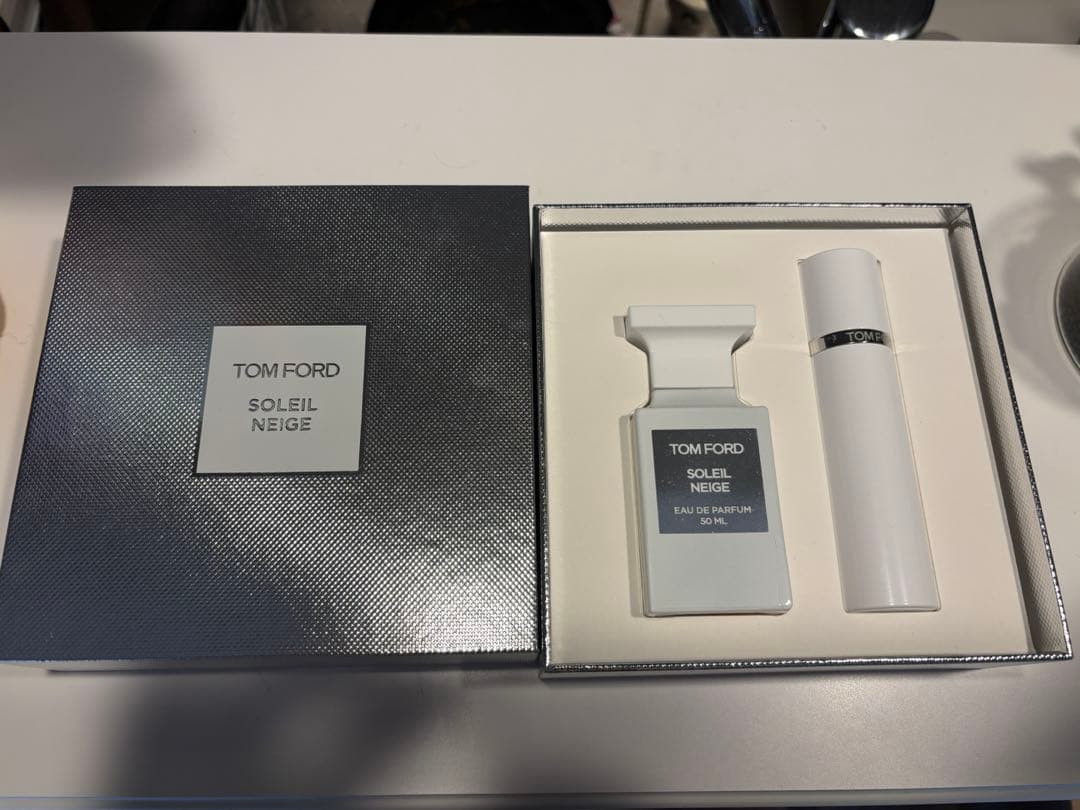 TOM FORD
SOLEIL
NEIGE
TOM FORD
SOLEIL
NEIGE
EAU DE PARFUM
50 ML
TOM F